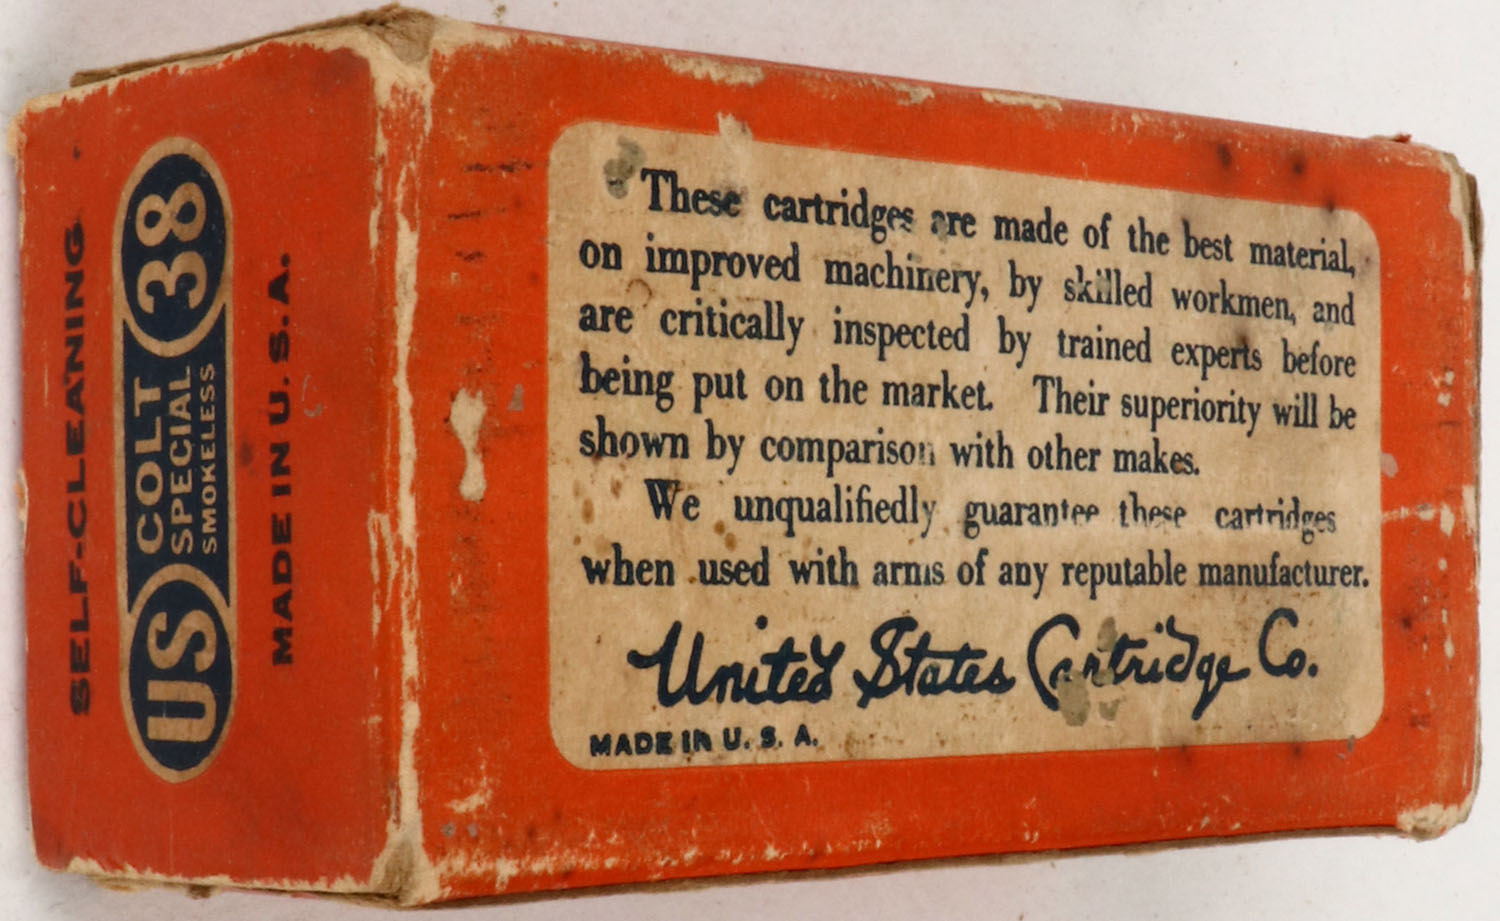 SELF-CLEANING
US COLT SPECIAL SMOKELESS 38
MADE IN U.S.A.
These cartridges are made of the best material,
on improved machinery, by skilled workmen, and
are critically inspected by trained experts before
being put on the market. Their superiority will be
shown by comparison with other makes.
We unqualifiedly guarantee these cartridges
when used with arms of any reputable manufacturer.
United States Cartridge Co.
MADE IN U. S. A.